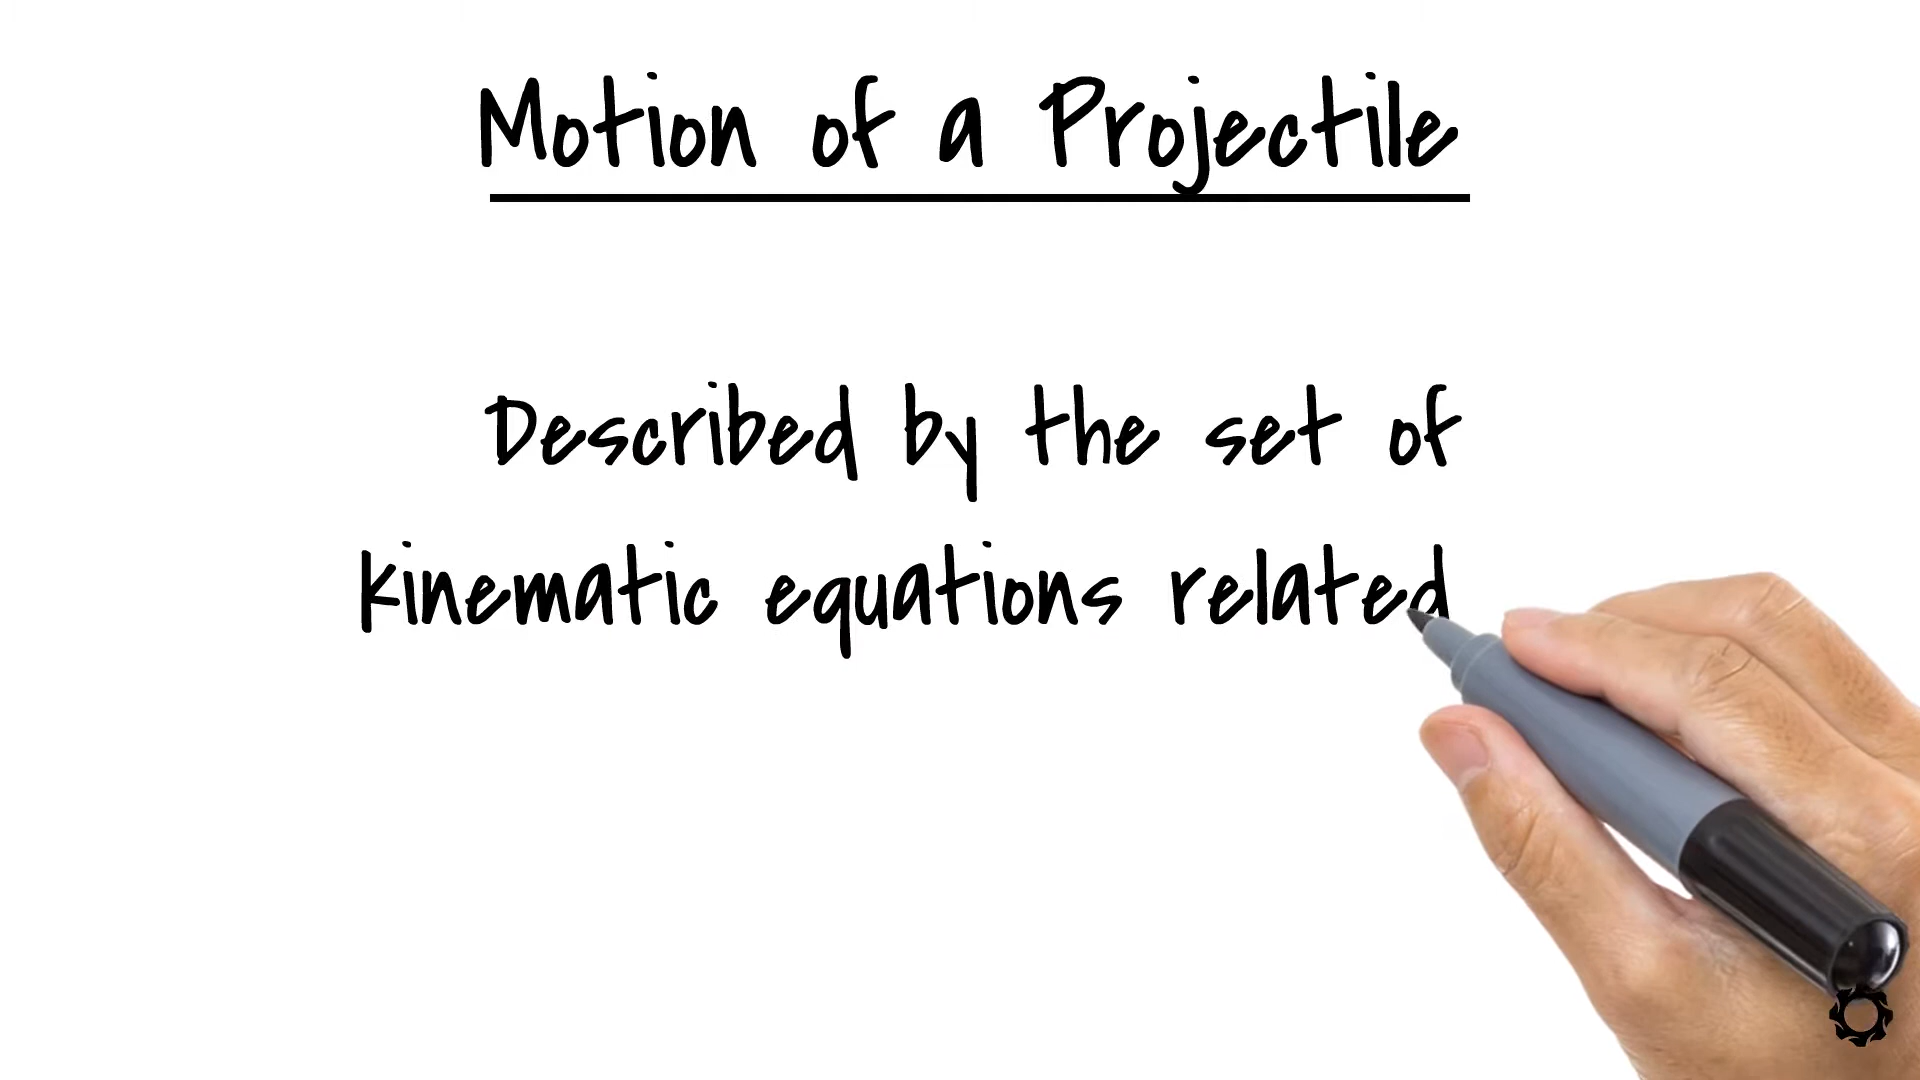 Motion of a Projectile
Described by the set of
kinematic equations related